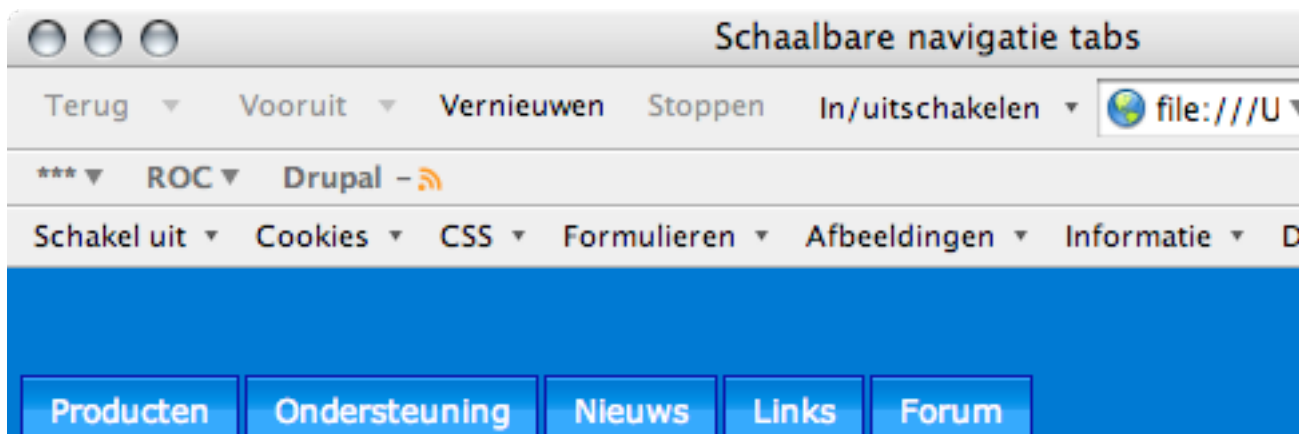 Schaalbare navigatie tabs
Terug Vooruit Vernieuwen Stoppen In/uitschakelen file:///U
*** ROC Drupal –
Schakel uit Cookies CSS Formulieren Afbeeldingen Informatie D
Producten Ondersteuning Nieuws Links Forum